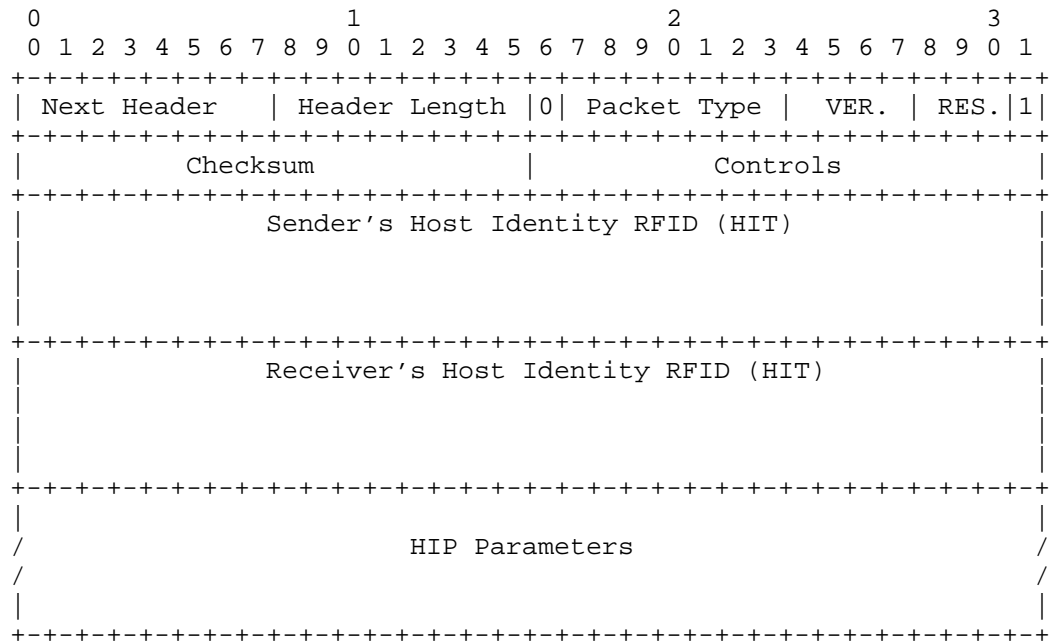 0                   1                   2                   3
0 1 2 3 4 5 6 7 8 9 0 1 2 3 4 5 6 7 8 9 0 1 2 3 4 5 6 7 8 9 0 1
+-+-+-+-+-+-+-+-+-+-+-+-+-+-+-+-+-+-+-+-+-+-+-+-+-+-+-+-+-+-+-+-+
| Next Header   | Header Length |0| Packet Type |  VER. | RES.|1|
+-+-+-+-+-+-+-+-+-+-+-+-+-+-+-+-+-+-+-+-+-+-+-+-+-+-+-+-+-+-+-+-+
|          Checksum             |           Controls            |
+-+-+-+-+-+-+-+-+-+-+-+-+-+-+-+-+-+-+-+-+-+-+-+-+-+-+-+-+-+-+-+-+
|               Sender's Host Identity RFID (HIT)               |
|                                                               |
|                                                               |
|                                                               |
+-+-+-+-+-+-+-+-+-+-+-+-+-+-+-+-+-+-+-+-+-+-+-+-+-+-+-+-+-+-+-+-+
|               Receiver's Host Identity RFID (HIT)             |
|                                                               |
|                                                               |
|                                                               |
+-+-+-+-+-+-+-+-+-+-+-+-+-+-+-+-+-+-+-+-+-+-+-+-+-+-+-+-+-+-+-+-+
|                                                               |
/                        HIP Parameters                         /
/                                                               /
|                                                               |
+-+-+-+-+-+-+-+-+-+-+-+-+-+-+-+-+-+-+-+-+-+-+-+-+-+-+-+-+-+-+-+-+